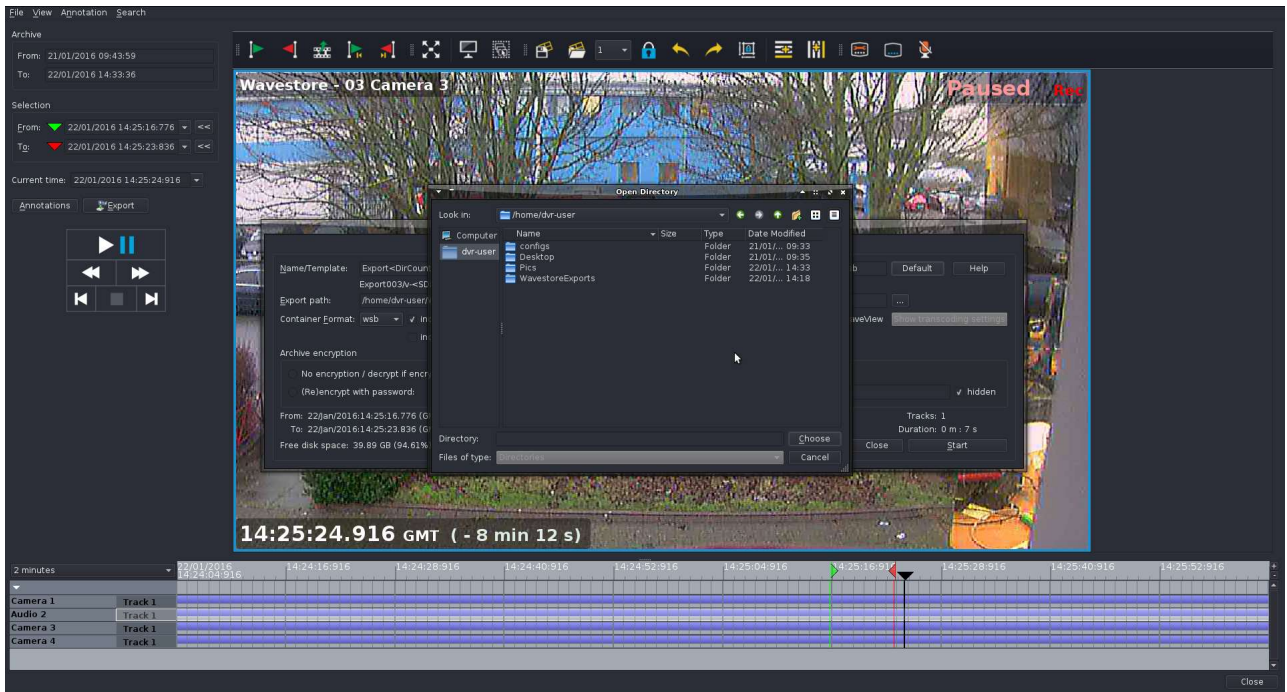 File View Annotation Search
Archive
From: 21/01/2016 09:43:59
To: 22/01/2016 14:33:36
Selection
From: 22/01/2016 14:25:16:776 <<
To: 22/01/2016 14:25:23:836 <<
Current time: 22/01/2016 14:25:24:916
Annotations Export
1
Wavestore - 03 Camera 3
Paused Rec
Open Directory
Look in: /home/dvr-user
Computer
dvr-user
Name Size Type Date Modified
configs Folder 21/01/... 09:33
Desktop Folder 21/01/... 09:35
Pics Folder 22/01/... 14:33
WavestoreExports Folder 22/01/... 14:18
Directory: Choose
Files of type: Directories Cancel
Name/Template: Export<DirCoun b Default Help
Export003/v-<SD
Export path: /home/dvr-user/ ...
Container Format: wsb in veView Show transcoding settings
in
Archive encryption
No encryption / decrypt if encr
(Re)encrypt with password: hidden
From: 22/Jan/2016:14:25:16.776 (G Tracks: 1
To: 22/Jan/2016:14:25:23.836 (G Duration: 0 m : 7 s
Free disk space: 39.89 GB (94.61% Close Start
14:25:24.916 GMT ( - 8 min 12 s)
2 minutes
22/01/2016
14:24:04:916 14:24:16:916 14:24:28:916 14:24:40:916 14:24:52:916 14:25:04:916 14:25:16:91 14:25:28:916 14:25:40:916 14:25:52:916
Camera 1 Track 1
Audio 2 Track 1
Camera 3 Track 1
Camera 4 Track 1
Close